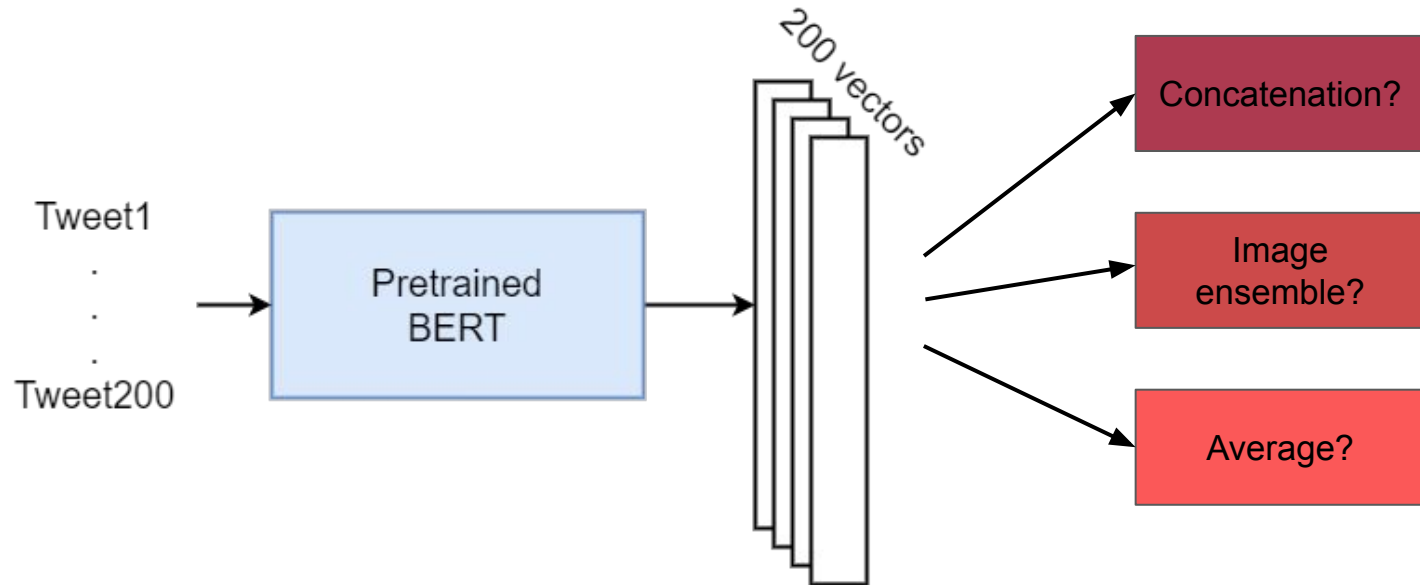 Tweet1
.
.
.
Tweet200
Pretrained
BERT
200 vectors
Concatenation?
Image
ensemble?
Average?